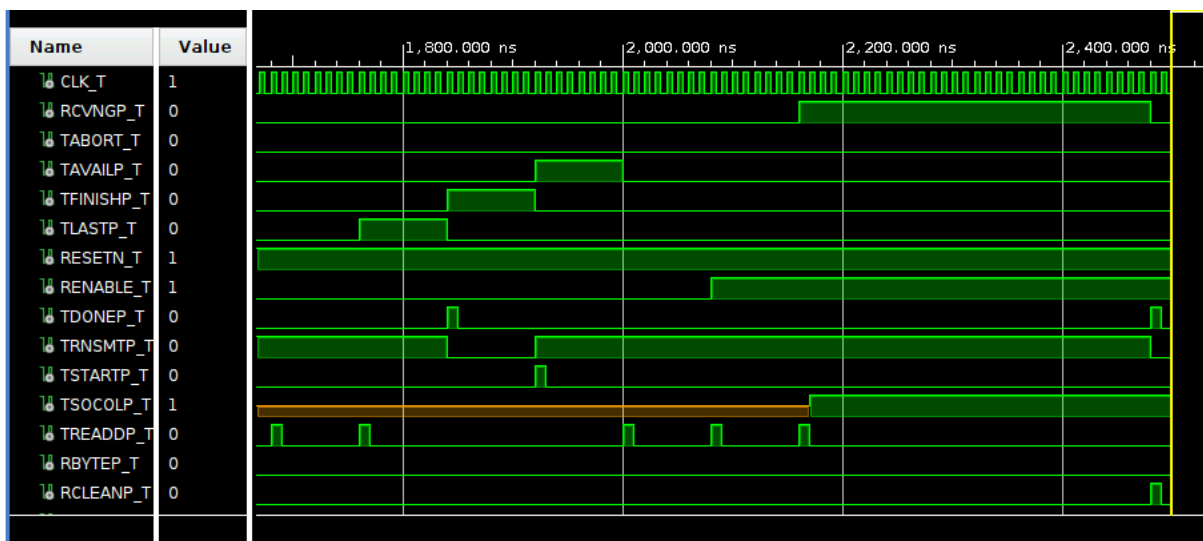 Name Value
1,800.000 ns 2,000.000 ns 2,200.000 ns 2,400.000 ns
CLK_T 1
RCVNGP_T 0
TABORT_T 0
TAVAILP_T 0
TFINISHP_T 0
TLASTP_T 0
RESETN_T 1
RENABLE_T 1
TDONEP_T 0
TRNSMTP_T 0
TSTARTP_T 0
TSOCOLP_T 1
TREADDP_T 0
RBYTEP_T 0
RCLEANP_T 0